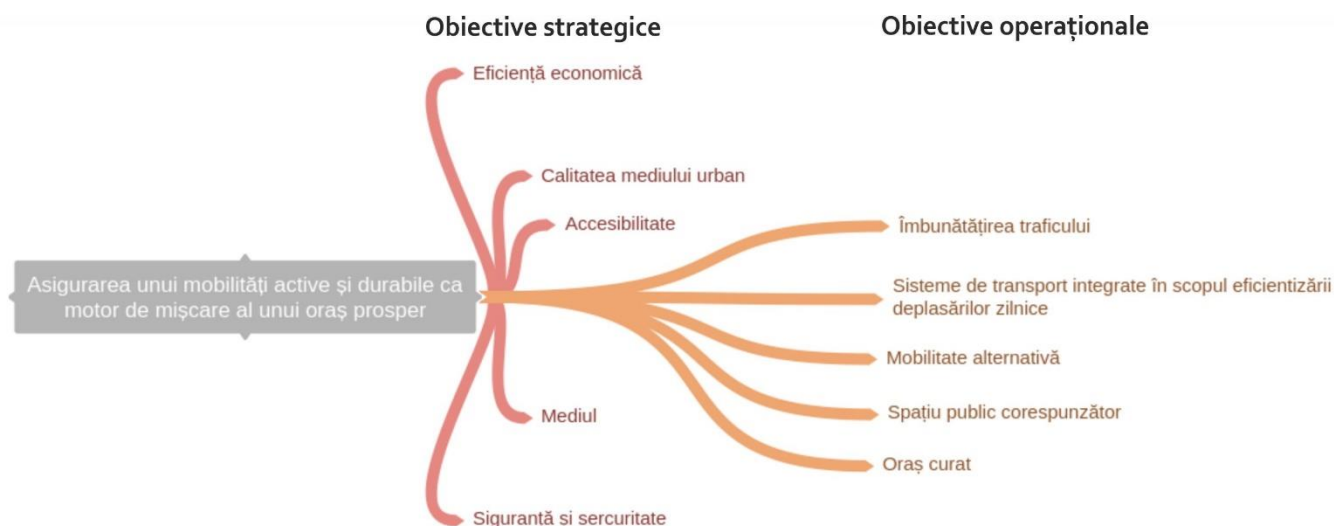 Obiective strategice
Obiective operaționale
Eficiență economică
Calitatea mediului urban
Accesibilitate
Îmbunătățirea traficului
Asigurarea unui mobilități active și durabile ca
motor de mișcare al unui oraș prosper
Sisteme de transport integrate în scopul eficientizării
deplasărilor zilnice
Mobilitate alternativă
Mediul
Spațiu public corespunzător
Oraș curat
Siguranță și sercuritate